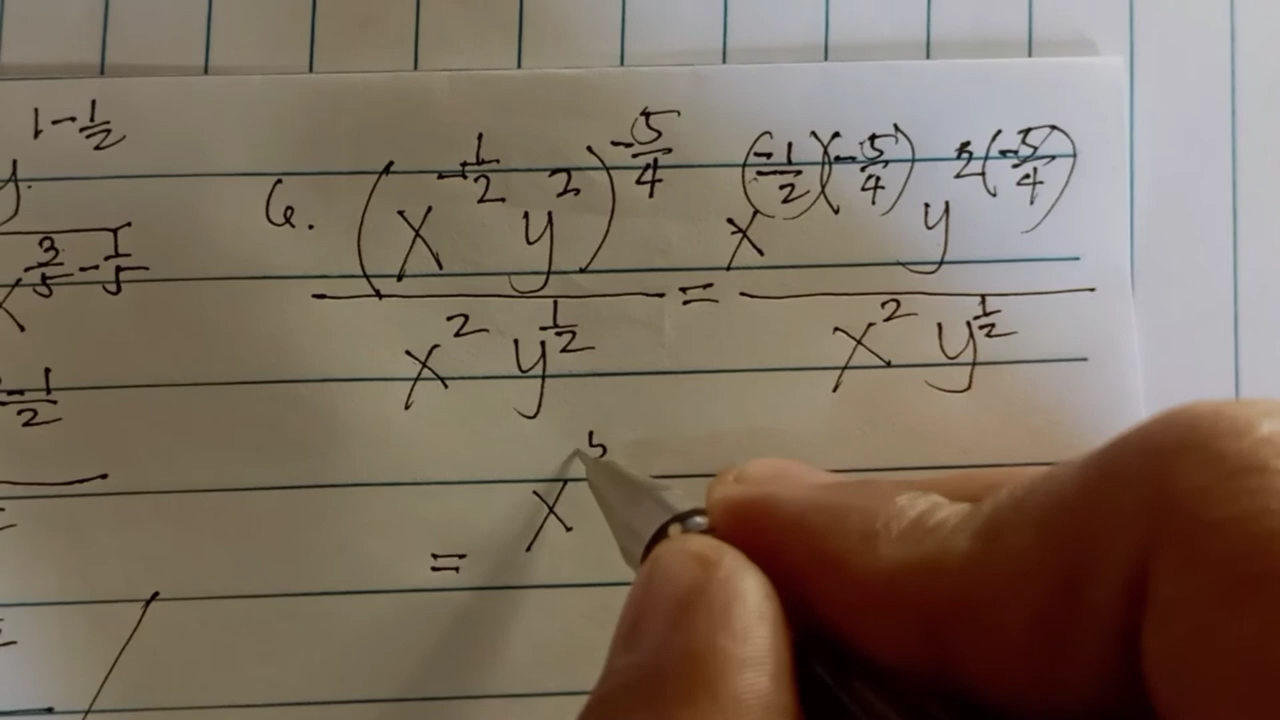 1-1/2
y
x^(3/5-1/5)
-1/2
6. (x^(-1/2) y^2)^(-5/4) / (x^2 y^(1/2)) = x^((-1/2)(-5/4)) y^(2(-5/4)) / (x^2 y^(1/2))
= x^5